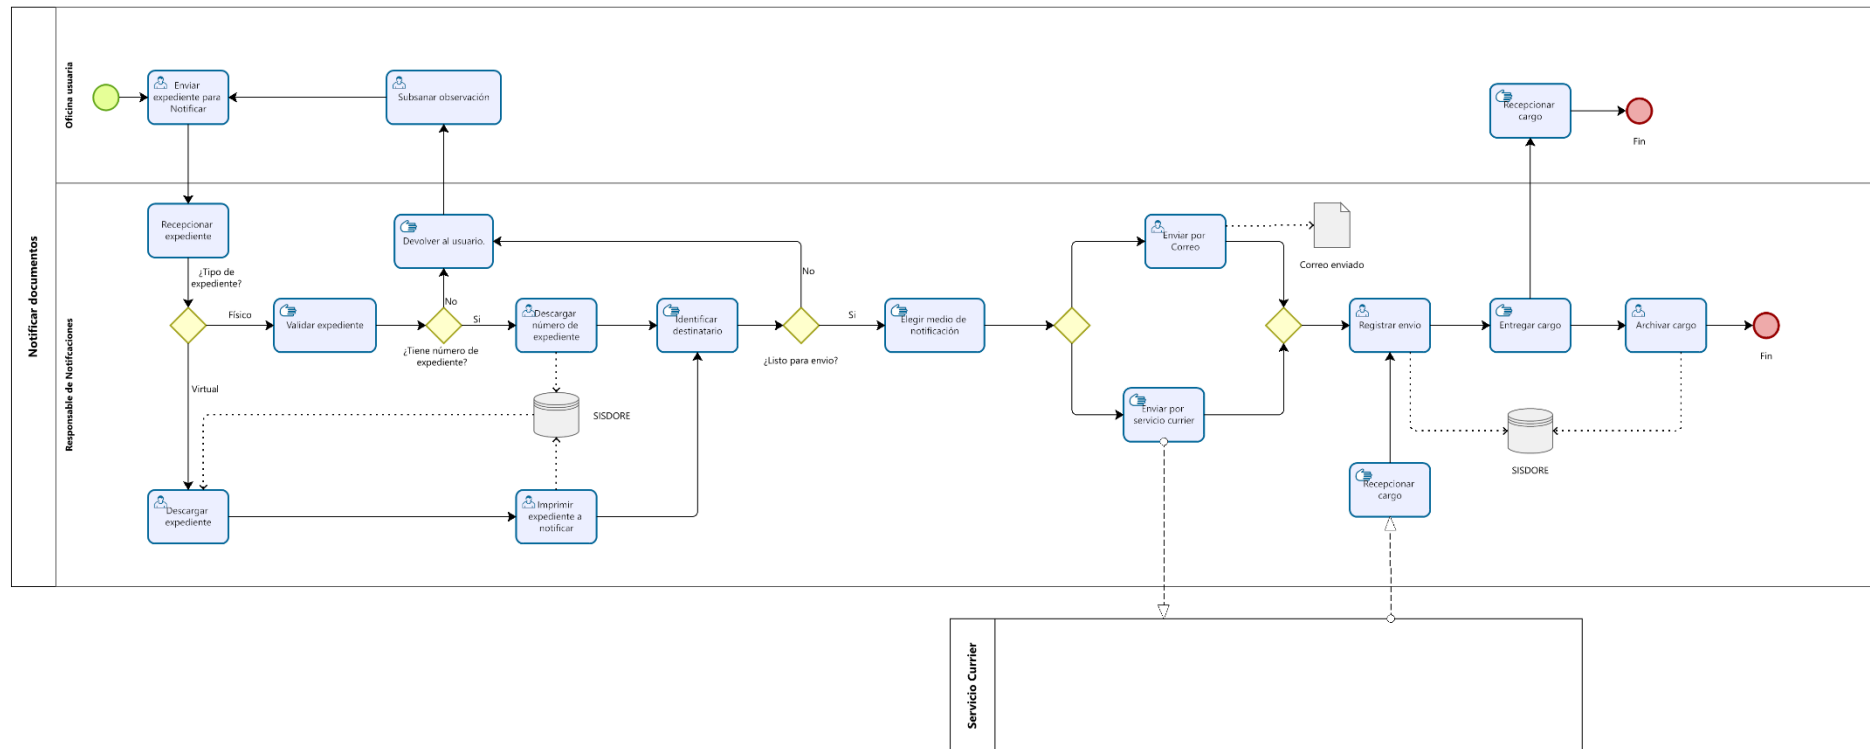 Notificar documentos
Oficina usuaria
Enviar
expediente para
Notificar
Subsanar observación
Recepcionar
cargo
Fin
Responsable de Notifcaciones
Recepcionar
expediente
¿Tipo de
expediente?
Físico
Validar expediente
Devolver al usuario.
No
¿Tiene número de
expediente?
Si
Descargar
número de
expediente
Identificar
destinatario
No
¿Listo para envio?
Si
Elegir medio de
notificación
Enviar por
Correo
Correo enviado
Enviar por
servicio currier
Registrar envio
Entregar cargo
Archivar cargo
Fin
Virtual
SISDORE
SISDORE
Descargar
expediente
Imprimir
expediente a
notificar
Recepcionar
cargo
Servicio Currier